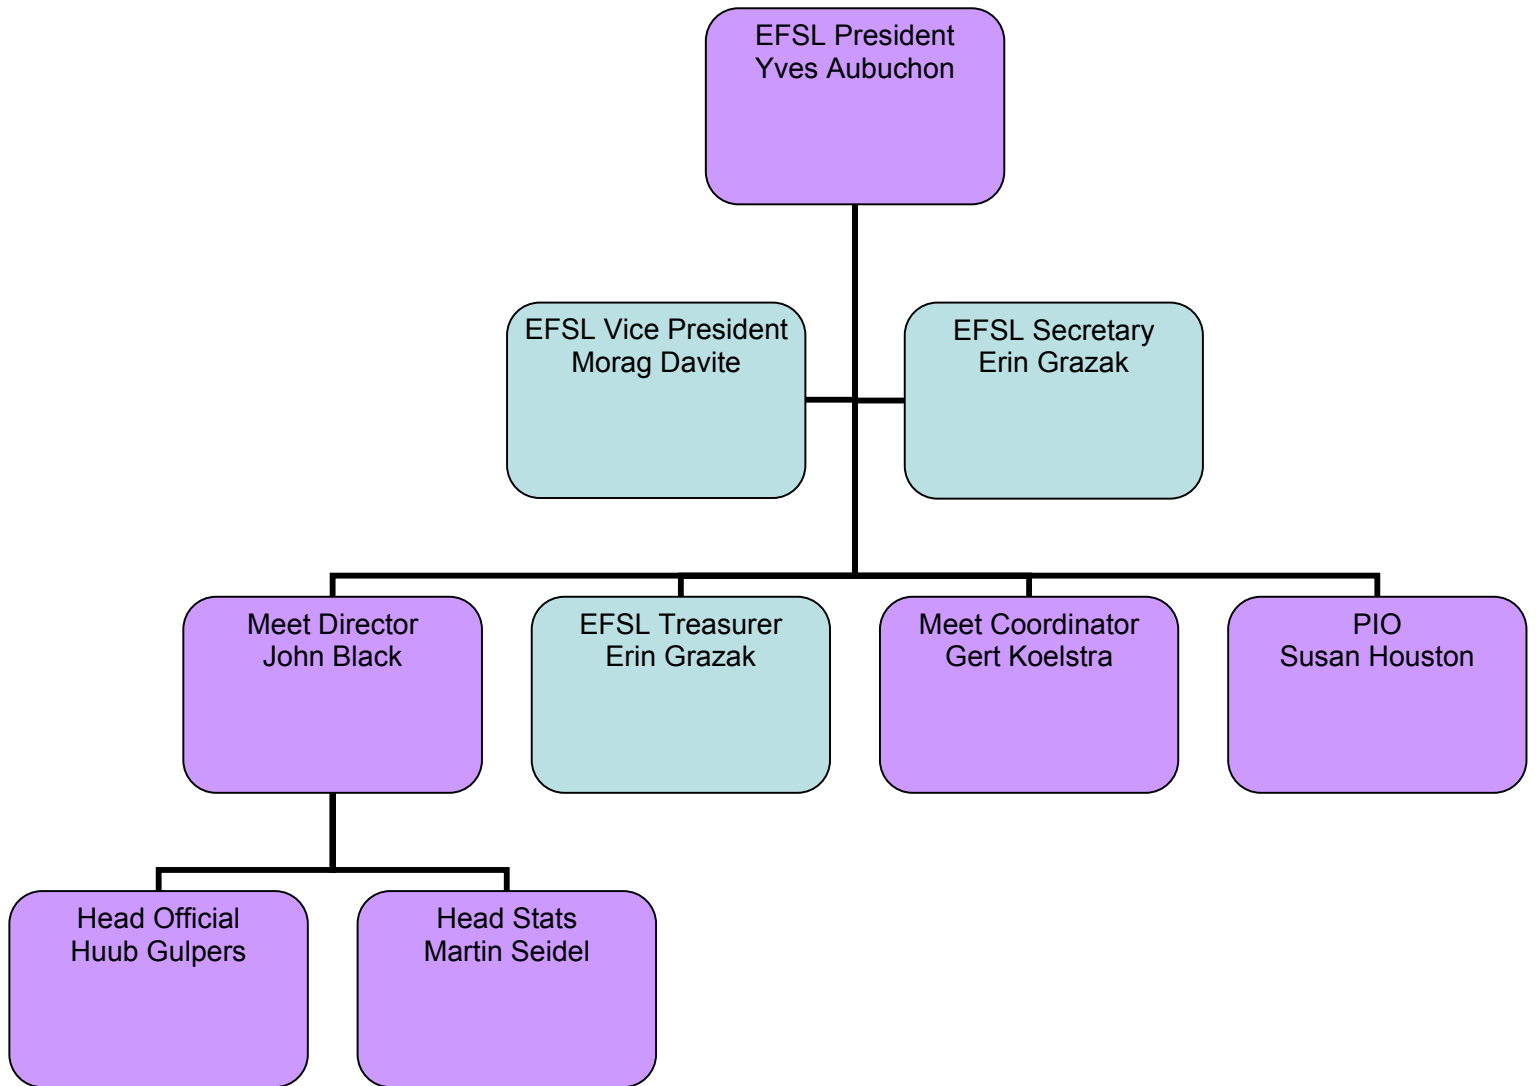 EFSL President
Yves Aubuchon
EFSL Vice President
Morag Davite
EFSL Secretary
Erin Grazak
Meet Director
John Black
EFSL Treasurer
Erin Grazak
Meet Coordinator
Gert Koelstra
PIO
Susan Houston
Head Official
Huub Gulpers
Head Stats
Martin Seidel